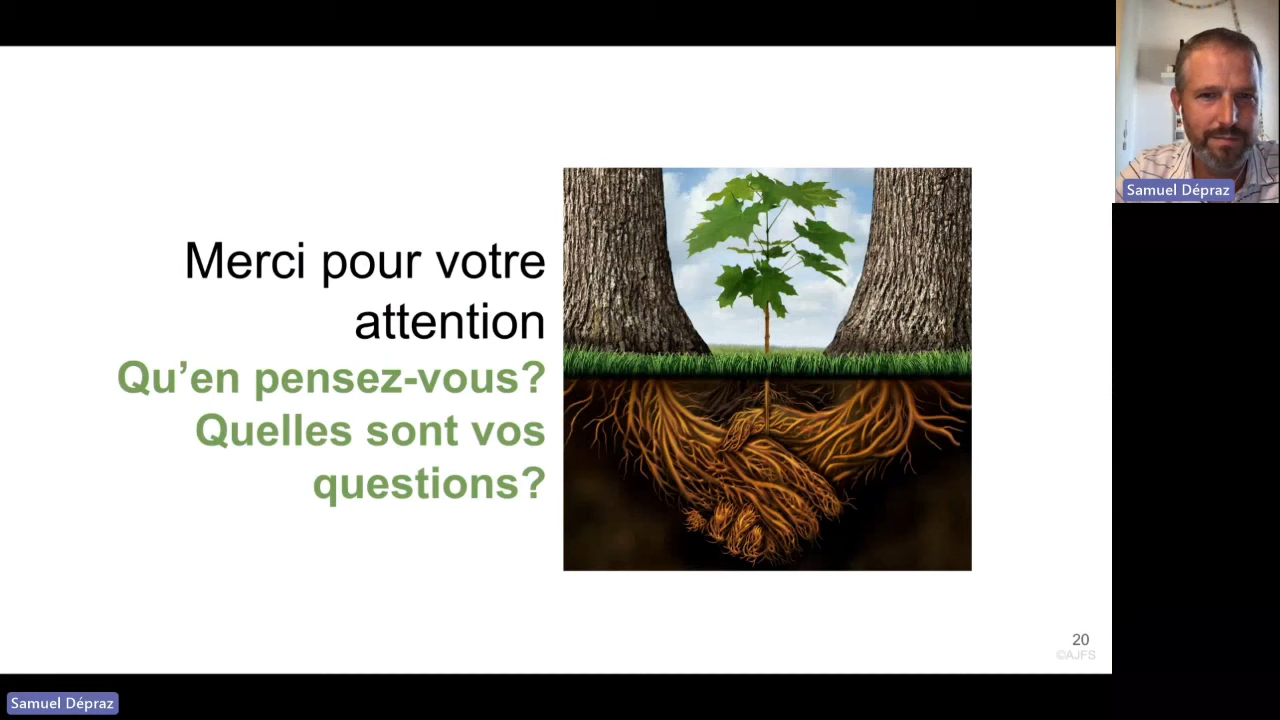 Merci pour votre
attention
Qu'en pensez-vous?
Quelles sont vos
questions?
20
©AJFS
Samuel Dépraz
Samuel Dépraz